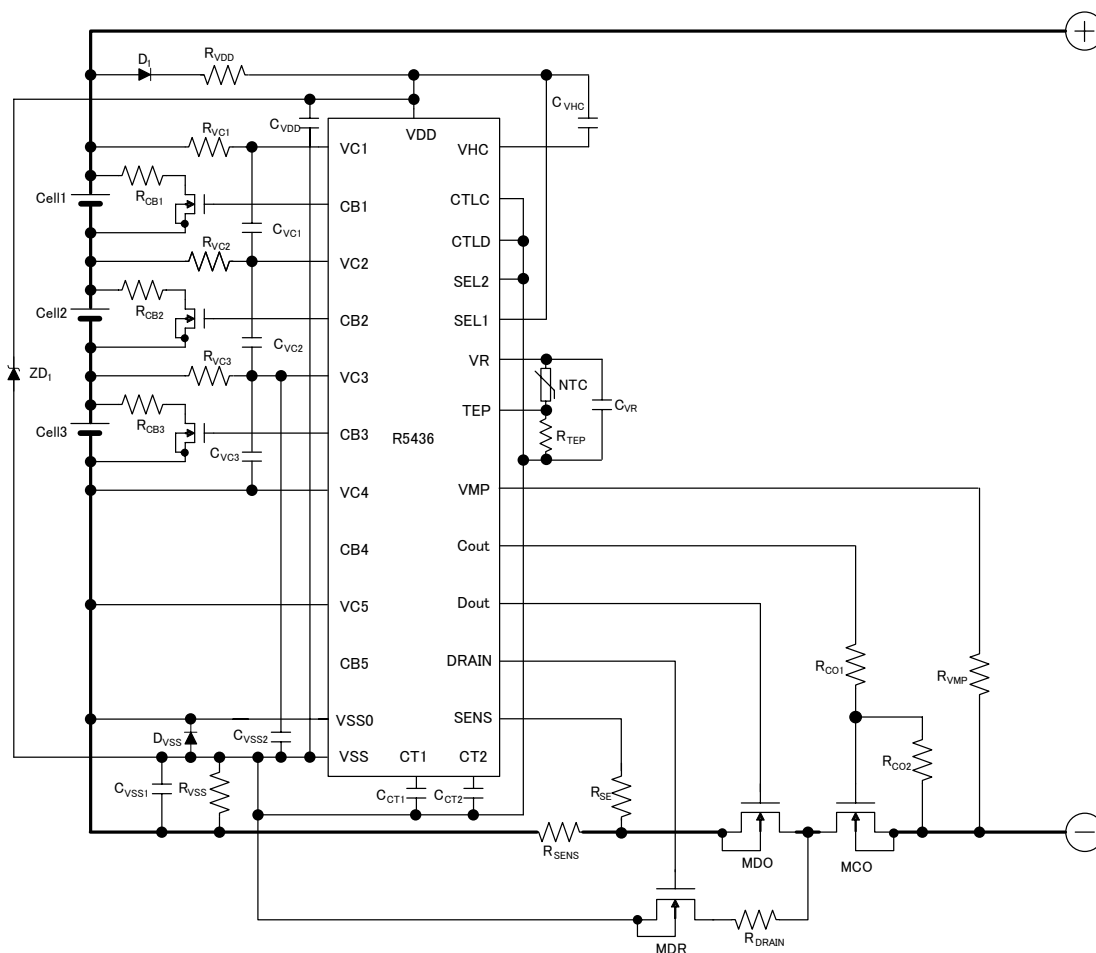 +
D1
RVDD
CVHC
CVDD
VDD
RVC1
VC1
VHC
Cell1
RCB1
CB1
CTLC
CVC1
CTLD
RVC2
VC2
SEL2
RCB2
Cell2
CB2
SEL1
CVC2
RVC3
VC3
VR
ZD1
NTC
CVR
RCB3
TEP
Cell3
CB3
R5436
RTEP
CVC3
VC4
VMP
CB4
Cout
VC5
Dout
CB5
DRAIN
RCO1
RVMP
VSS0
SENS
DVSS
CVSS2
VSS
CT1
CT2
RCO2
CVSS1
RVSS
CCT1
CCT2
RSE
−
RSENS
MDO
MCO
RDRAIN
MDR